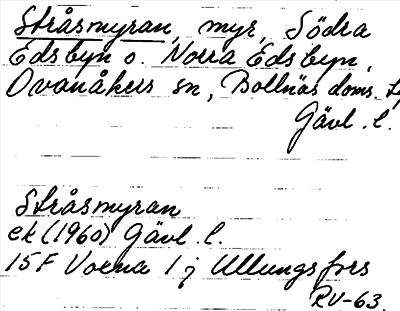 Stråsmyran, myr, Södra
Edsbyn o. Norra Edsbyn,
Ovanåkers sn, Bollnäs doms.
Gävl. l.
Stråsmyran
ek (1960) Gävl. l.
15F Voxna 1 j Ullungsfors
RV-63.